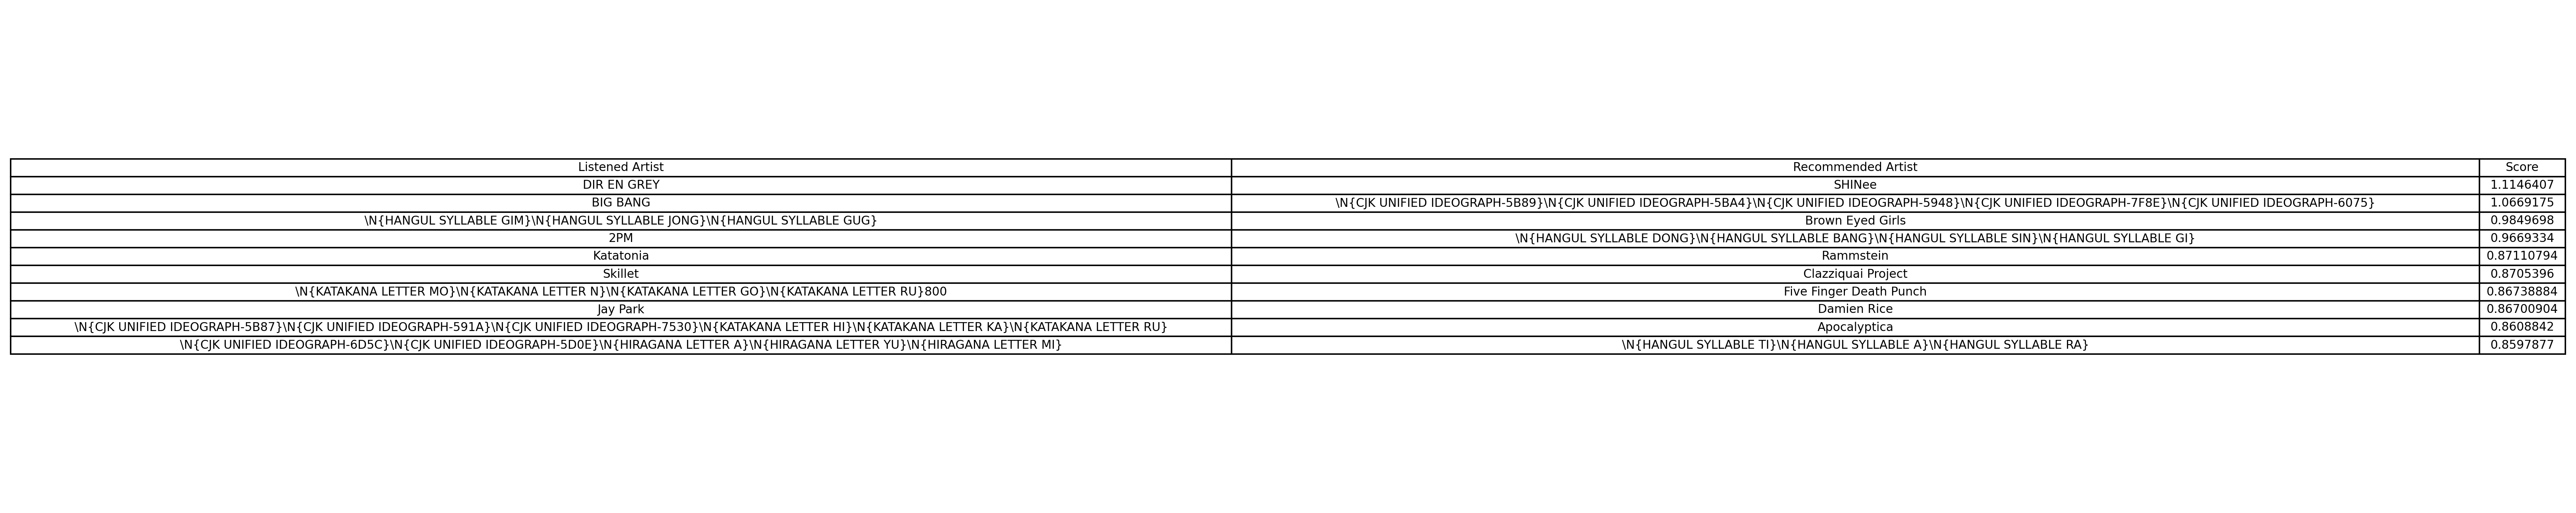 Listened Artist Recommended Artist Score
DIR EN GREY SHINee 1.1146407
BIG BANG \N{CJK UNIFIED IDEOGRAPH-5B89}\N{CJK UNIFIED IDEOGRAPH-5BA4}\N{CJK UNIFIED IDEOGRAPH-5948}\N{CJK UNIFIED IDEOGRAPH-7F8E}\N{CJK UNIFIED IDEOGRAPH-6075} 1.0669175
\N{HANGUL SYLLABLE GIM}\N{HANGUL SYLLABLE JONG}\N{HANGUL SYLLABLE GUG} Brown Eyed Girls 0.9849698
2PM \N{HANGUL SYLLABLE DONG}\N{HANGUL SYLLABLE BANG}\N{HANGUL SYLLABLE SIN}\N{HANGUL SYLLABLE GI} 0.9669334
Katatonia Rammstein 0.87110794
Skillet Clazziquai Project 0.8705396
\N{KATAKANA LETTER MO}\N{KATAKANA LETTER N}\N{KATAKANA LETTER GO}\N{KATAKANA LETTER RU}800 Five Finger Death Punch 0.86738884
Jay Park Damien Rice 0.86700904
\N{CJK UNIFIED IDEOGRAPH-5B87}\N{CJK UNIFIED IDEOGRAPH-591A}\N{CJK UNIFIED IDEOGRAPH-7530}\N{KATAKANA LETTER HI}\N{KATAKANA LETTER KA}\N{KATAKANA LETTER RU} Apocalyptica 0.8608842
\N{CJK UNIFIED IDEOGRAPH-6D5C}\N{CJK UNIFIED IDEOGRAPH-5D0E}\N{HIRAGANA LETTER A}\N{HIRAGANA LETTER YU}\N{HIRAGANA LETTER MI} \N{HANGUL SYLLABLE TI}\N{HANGUL SYLLABLE A}\N{HANGUL SYLLABLE RA} 0.8597877